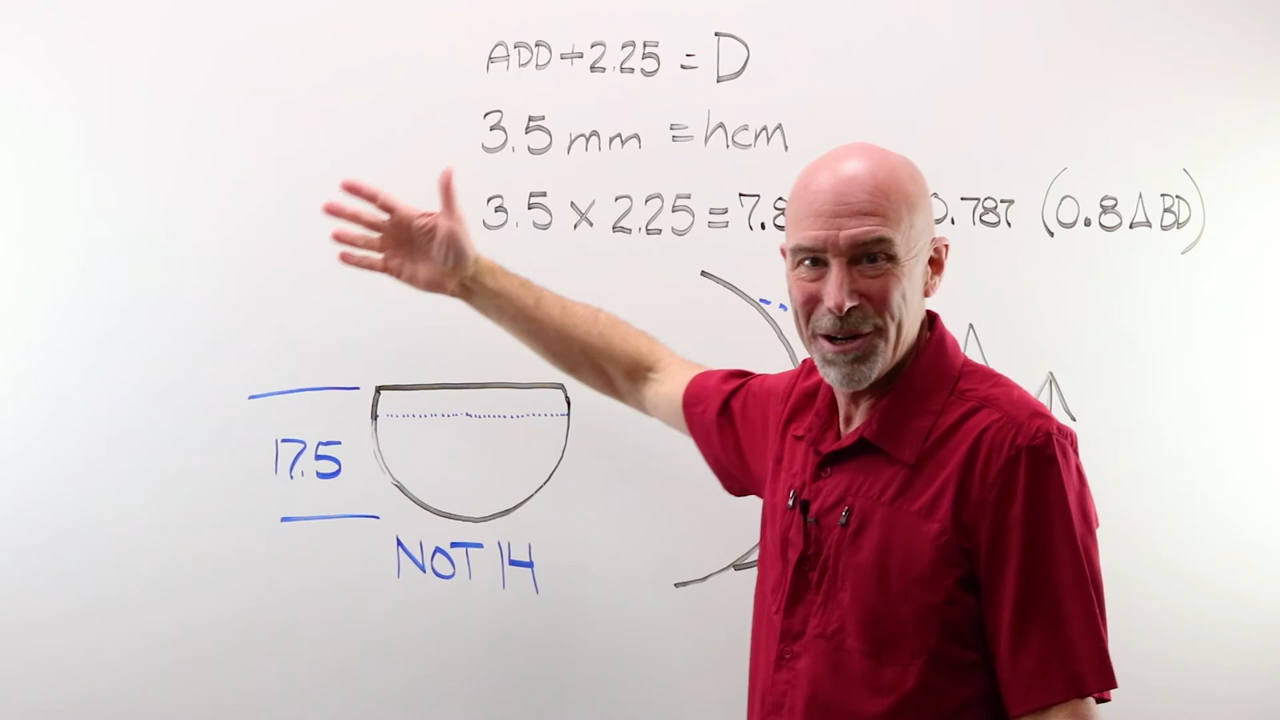 ADD+2.25 = D
3.5 mm = hcm
3.5 x 2.25 = 7.8 0.787 (0.8 Δ BD)
17.5
NOT 14